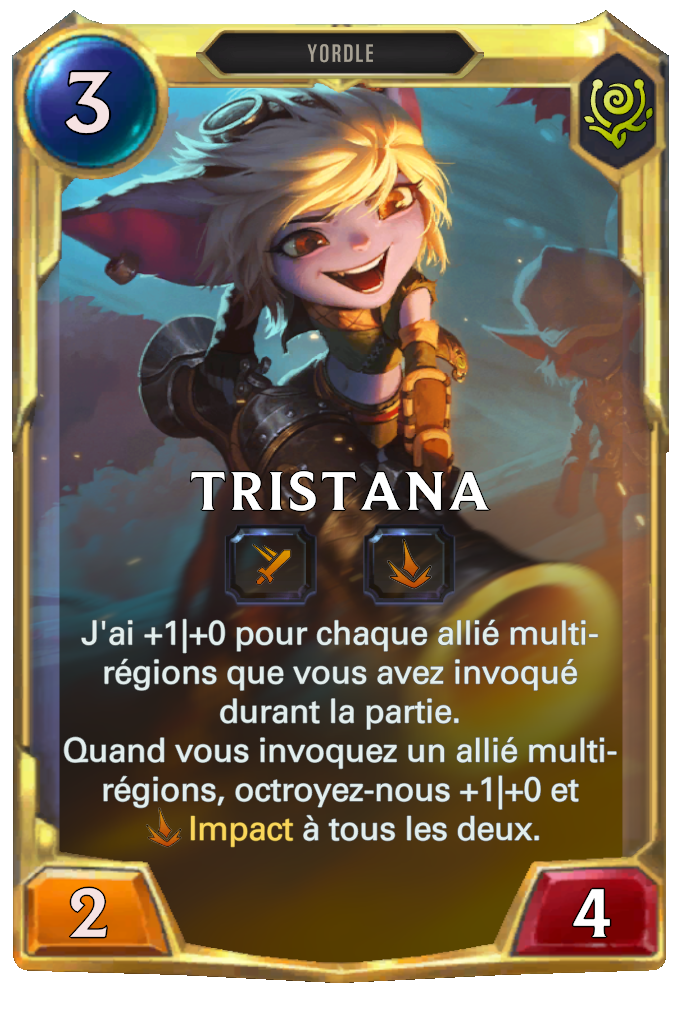 YORDLE
3
TRISTANA
J'ai +1|+0 pour chaque allié multi-
régions que vous avez invoqué
durant la partie.
Quand vous invoquez un allié multi-
régions, octroyez-nous +1|+0 et
Impact à tous les deux.
2
4